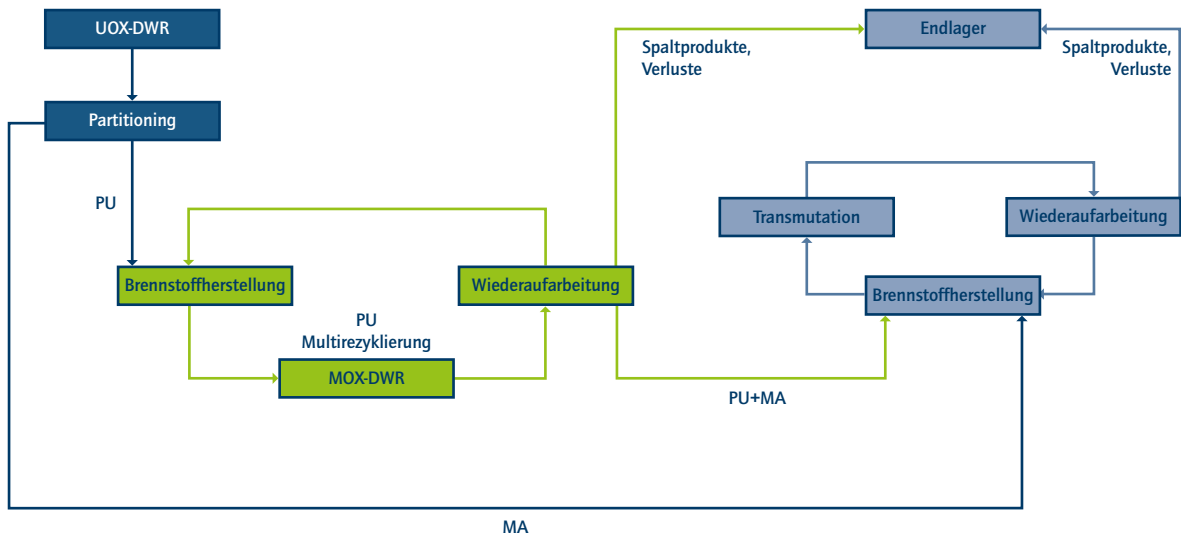 UOX-DWR
Endlager
Spaltprodukte,
Verluste
Spaltprodukte,
Verluste
Partitioning
PU
Transmutation
Wiederaufarbeitung
Brennstoffherstellung
Wiederaufarbeitung
Brennstoffherstellung
PU
Multirezyklierung
MOX-DWR
PU+MA
MA